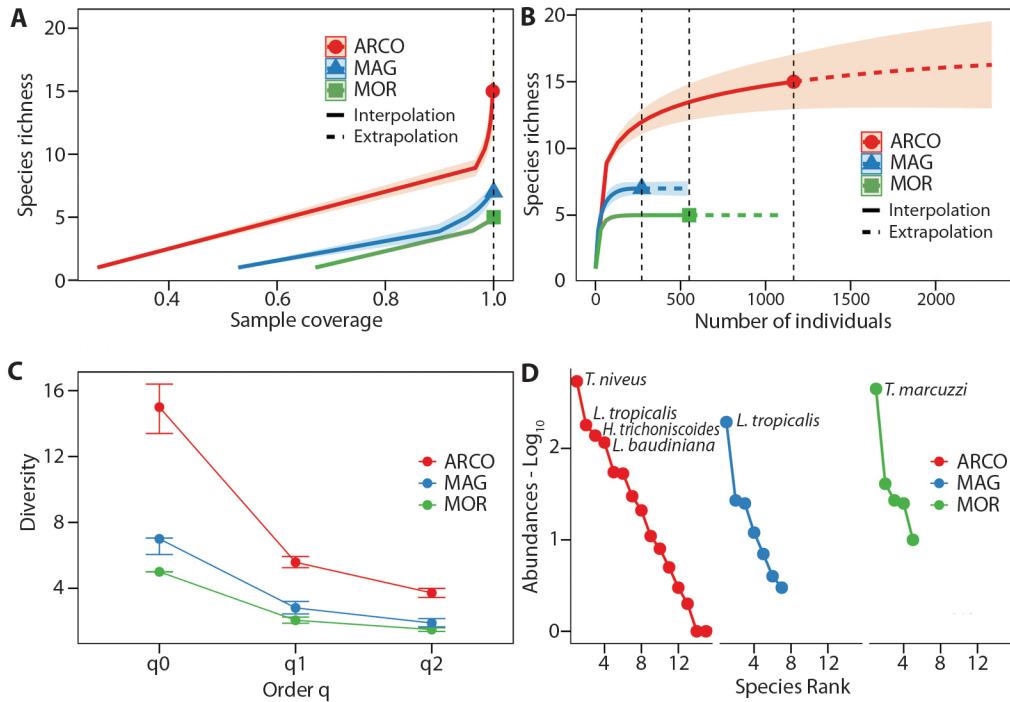 A
20
15
10
5
0
Species richness
ARCO
MAG
MOR
Interpolation
Extrapolation
0.4
0.6
0.8
1.0
Sample coverage
B
20
15
10
5
0
Species richness
ARCO
MAG
MOR
Interpolation
Extrapolation
0
500
1000
1500
2000
Number of individuals
C
16
12
8
4
Diversity
ARCO
MAG
MOR
q0
q1
q2
Order q
D
2
1
0
Abundances - Log10
T. niveus
L. tropicalis
H. trichoniscoides
L. baudiniana
L. tropicalis
T. marcuzzi
ARCO
MAG
MOR
4 8 12 4 8 12 4 8 12
Species Rank